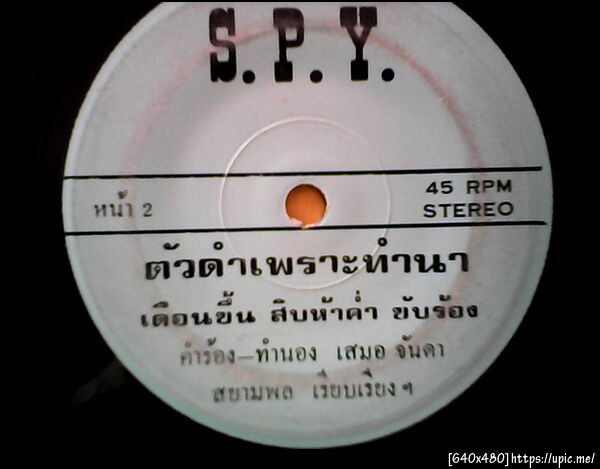 S.P.Y.
หน้า 2
45 RPM
STEREO
ตัวดำเพราะทำนา
เดือนขึ้น สิบห้าค่ำ ขับร้อง
คำร้อง-ทำนอง เสมอ จันดา
สยามพล เรียบเรียงฯ
[640x480]https://upic.me/